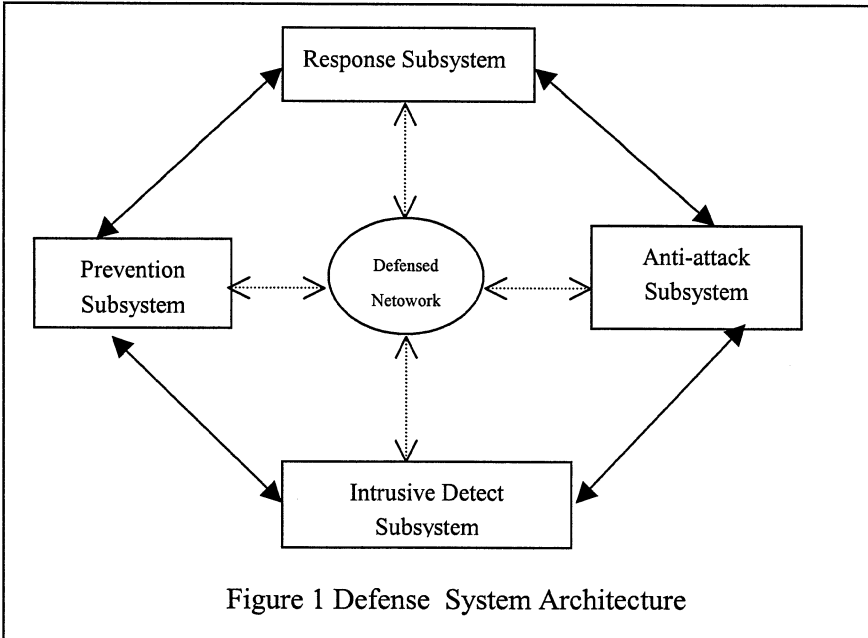 Response Subsystem
Prevention
Subsystem
Defensed
Netowork
Anti-attack
Subsystem
Intrusive Detect
Subsystem
Figure 1 Defense System Architecture